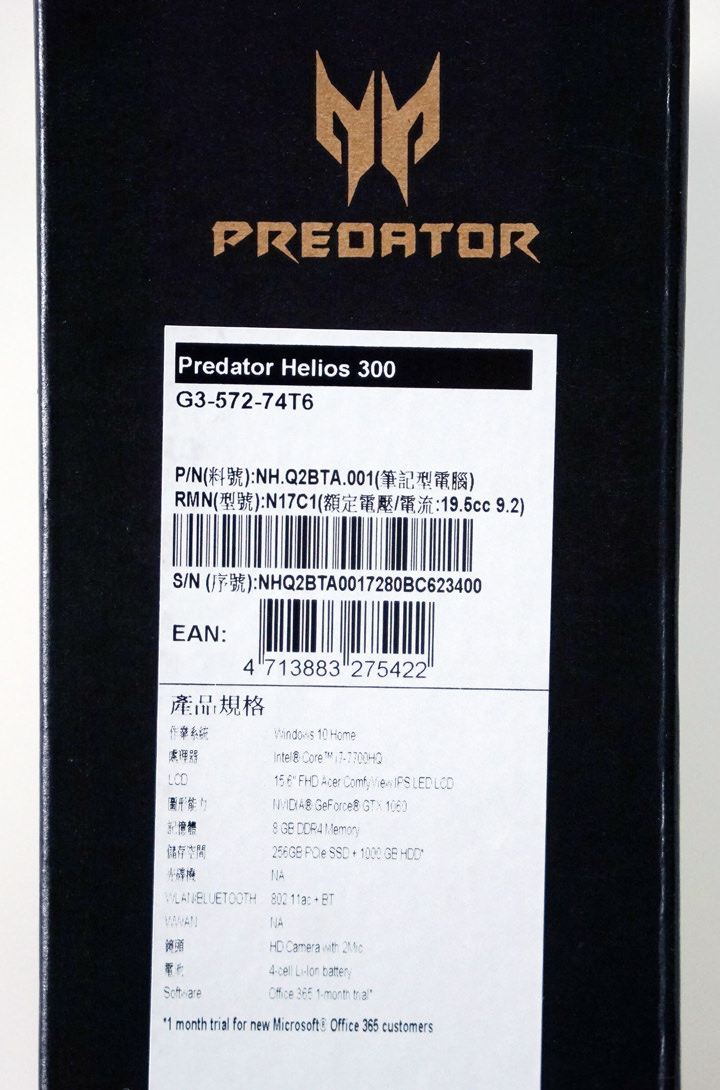 PREDATOR
Predator Helios 300
G3-572-74T6
P/N(料號):NH.Q2BTA.001(筆記型電腦)
RMN(型號):N17C1(額定電壓/電流:19.5cc 9.2)
S/N (序號):NHQ2BTA0017280BC623400
EAN:
4 713883 275422
產品規格
作業系統 Windows 10 Home
處理器 Intel® Core™ i7-7700HQ
LCD 15.6" FHD Acer ComfyView IPS LED LCD
圖形能力 NVIDIA® GeForce® GTX 1060
記憶體 8 GB DDR4 Memory
儲存空間 256GB PCIe SSD + 1000 GB HDD*
光碟機 NA
WLAN/BLUETOOTH 802.11ac + BT
WWAN NA
鏡頭 HD Camera with 2Mic
電池 4-cell Li-Ion battery
Software Office 365 1-month trial*
*1 month trial for new Microsoft® Office 365 customers